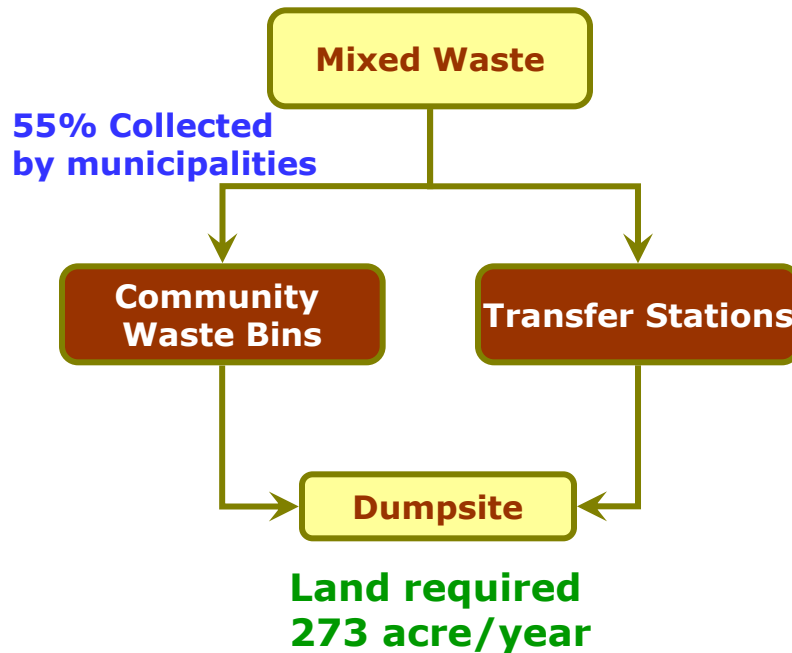 Mixed Waste
55% Collected
by municipalities
Community
Waste Bins
Transfer Stations
Dumpsite
Land required
273 acre/year